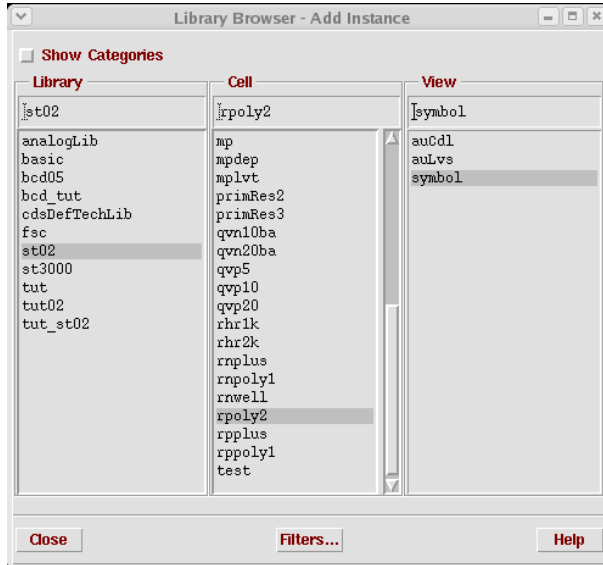 Library Browser - Add Instance
Show Categories
Library
st02
analogLib
basic
bcd05
bcd_tut
cdsDefTechLib
fsc
st02
st3000
tut
tut02
tut_st02
Cell
rpoly2
mp
mpdep
mplvt
primRes2
primRes3
qvn10ba
qvn20ba
qvp5
qvp10
qvp20
rhr1k
rhr2k
rnplus
rnpoly1
rnwell
rpoly2
rpplus
rppoly1
test
View
symbol
auCdl
auLvs
symbol
Close
Filters...
Help